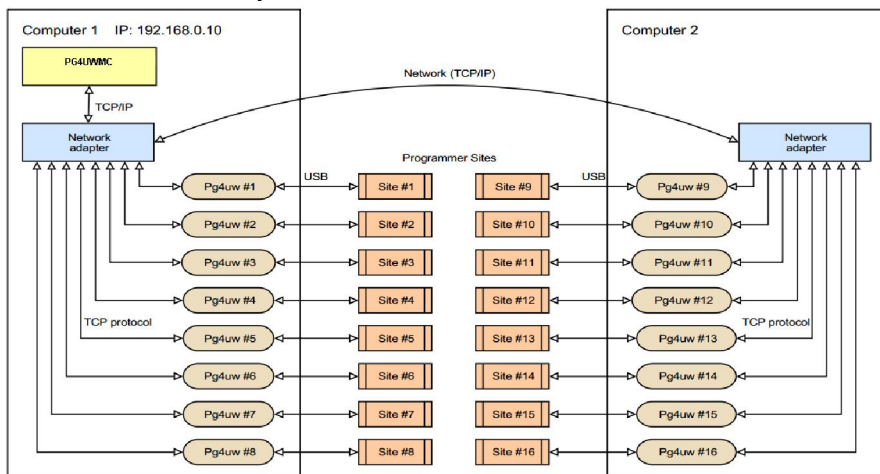 Computer 1 IP: 192.168.0.10
Computer 2
PG4UWMC
Network (TCP/IP)
TCP/IP
Network
adapter
Network
adapter
Programmer Sites
Pg4uw #1
USB
Site #1
Site #9
USB
Pg4uw #9
Pg4uw #2
Site #2
Site #10
Pg4uw #10
Pg4uw #3
Site #3
Site #11
Pg4uw #11
Pg4uw #4
Site #4
Site #12
Pg4uw #12
TCP protocol
TCP protocol
Pg4uw #5
Site #5
Site #13
Pg4uw #13
Pg4uw #6
Site #6
Site #14
Pg4uw #14
Pg4uw #7
Site #7
Site #15
Pg4uw #15
Pg4uw #8
Site #8
Site #16
Pg4uw #16